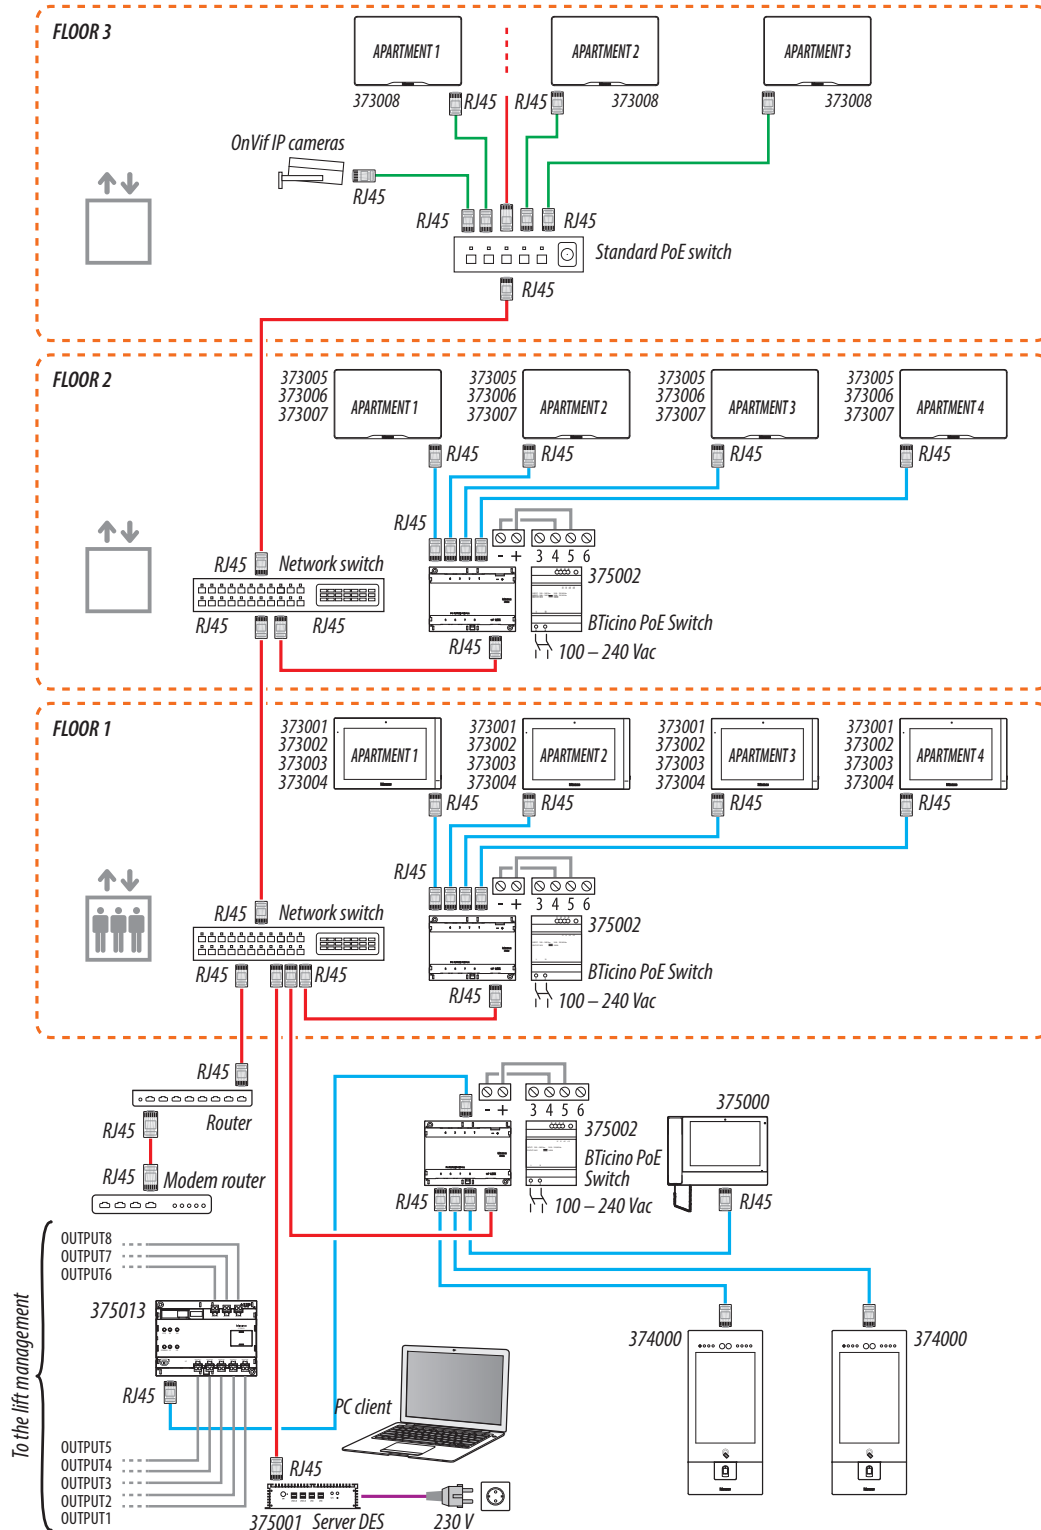 FLOOR 3
APARTMENT 1
APARTMENT 2
APARTMENT 3
373008
RJ45
RJ45
373008
373008
OnVif IP cameras
RJ45
RJ45
RJ45
Standard PoE switch
RJ45
FLOOR 2
373005
373006
373007
APARTMENT 1
373005
373006
373007
APARTMENT 2
373005
373006
373007
APARTMENT 3
373005
373006
373007
APARTMENT 4
RJ45
RJ45
RJ45
RJ45
RJ45
- + 3 4 5 6
RJ45
Network switch
375002
RJ45
RJ45
BTicino PoE Switch
RJ45
100 – 240 Vac
FLOOR 1
373001
373002
373003
373004
APARTMENT 1
373001
373002
373003
373004
APARTMENT 2
373001
373002
373003
373004
APARTMENT 3
373001
373002
373003
373004
APARTMENT 4
RJ45
RJ45
RJ45
RJ45
RJ45
- + 3 4 5 6
RJ45
Network switch
375002
RJ45
RJ45
BTicino PoE Switch
RJ45
100 – 240 Vac
RJ45
Router
RJ45
RJ45
Modem router
- + 3 4 5 6
375002
BTicino PoE
Switch
RJ45
100 – 240 Vac
375000
RJ45
To the lift management
OUTPUT8
OUTPUT7
OUTPUT6
375013
RJ45
OUTPUT5
OUTPUT4
OUTPUT3
OUTPUT2
OUTPUT1
PC client
RJ45
375001
Server DES
230 V
374000
374000